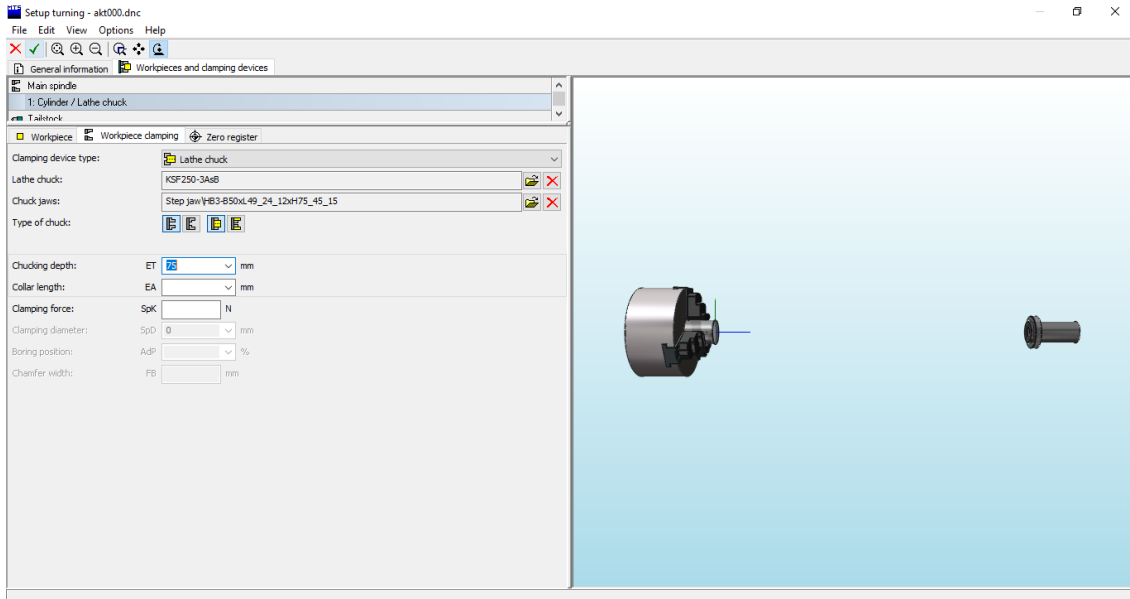 MTS Setup turning - akt000.dnc
File Edit View Options Help
General information Workpieces and clamping devices
Main spindle
1: Cylinder / Lathe chuck
Tailstock
Workpiece Workpiece clamping Zero register
Clamping device type: Lathe chuck
Lathe chuck: KSF250-3AsB
Chuck jaws: Step jaw\HB3-B50xL49_24_12xH75_45_15
Type of chuck:
Chucking depth: ET 75 mm
Collar length: EA mm
Clamping force: SpK N
Clamping diameter: SpD 0 mm
Boring position: AdP %
Chamfer width: FB mm